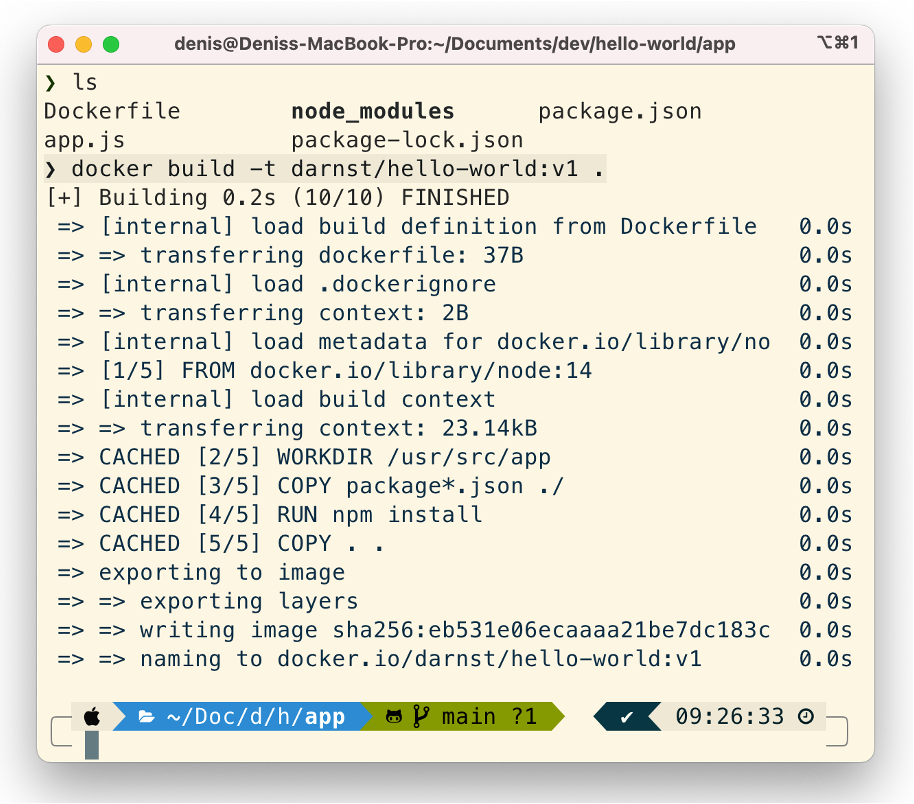 denis@Deniss-MacBook-Pro:~/Documents/dev/hello-world/app ⌥⌘1
❯ ls
Dockerfile node_modules package.json
app.js package-lock.json
❯ docker build -t darnst/hello-world:v1 .
[+] Building 0.2s (10/10) FINISHED
=> [internal] load build definition from Dockerfile 0.0s
=> => transferring dockerfile: 37B 0.0s
=> [internal] load .dockerignore 0.0s
=> => transferring context: 2B 0.0s
=> [internal] load metadata for docker.io/library/no 0.0s
=> [1/5] FROM docker.io/library/node:14 0.0s
=> [internal] load build context 0.0s
=> => transferring context: 23.14kB 0.0s
=> CACHED [2/5] WORKDIR /usr/src/app 0.0s
=> CACHED [3/5] COPY package*.json ./ 0.0s
=> CACHED [4/5] RUN npm install 0.0s
=> CACHED [5/5] COPY . . 0.0s
=> exporting to image 0.0s
=> => exporting layers 0.0s
=> => writing image sha256:eb531e06ecaaaa21be7dc183c 0.0s
=> => naming to docker.io/darnst/hello-world:v1 0.0s
~/Doc/d/h/app main ?1 ✔ 09:26:33